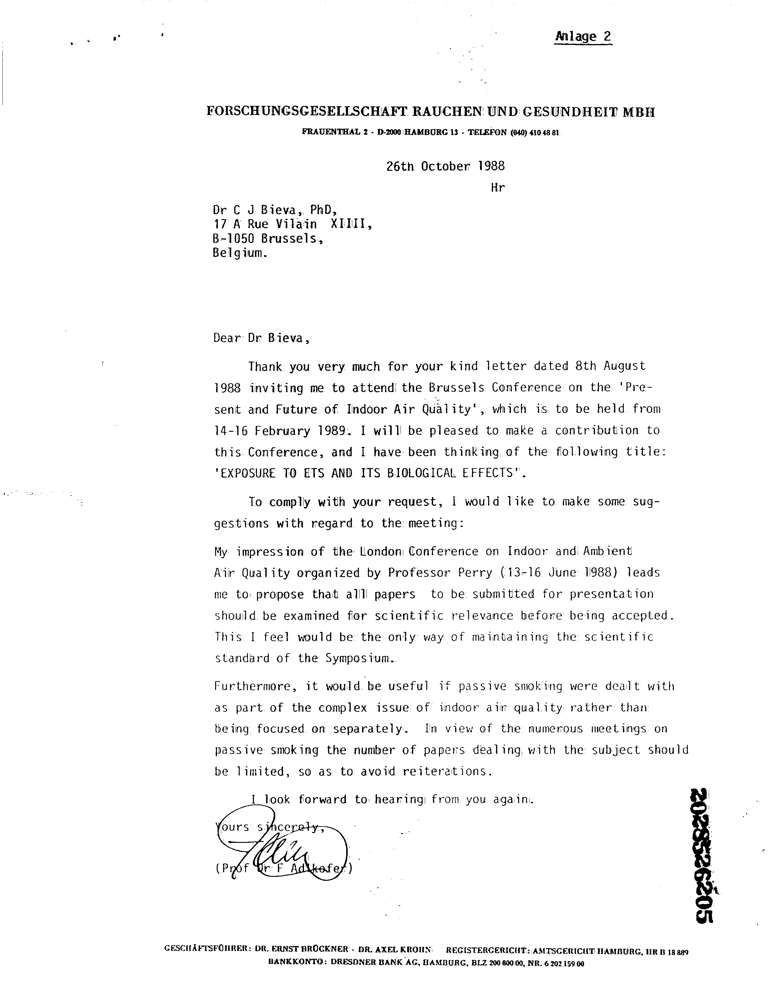 Anlage 2
FORSCHUNGSGESELLSCHAFT RAUCHEN UND GESUNDHEIT MBH
FRAUENTHAL 2 - D-2000 HAMBURG 13 - TELEFON (040) 410 48 81
26th October 1988
Hr
Dr C J Bieva, PhD,
17 A Rue Vilain XIIII,
B-1050 Brussels,
Belgium.
Dear Dr Bieva,
Thank you very much for your kind letter dated 8th August
1988 inviting me to attend the Brussels Conference on the 'Pre-
sent and Future of Indoor Air Quality', which is to be held from
14-16 February 1989. I will be pleased to make a contribution to
this Conference, and I have been thinking of the following title:
'EXPOSURE TO ETS AND ITS BIOLOGICAL EFFECTS'.
To comply with your request, I would like to make some sug-
gestions with regard to the meeting:
My impression of the London Conference on Indoor and Ambient
Air Quality organized by Professor Perry (13-16 June 1988) leads
me to propose that all papers to be submitted for presentation
should be examined for scientific relevance before being accepted.
This I feel would be the only way of maintaining the scientific
standard of the Symposium.
Furthermore, it would be useful if passive smoking were dealt with
as part of the complex issue of indoor air quality rather than
being focused on separately. In view of the numerous meetings on
passive smoking the number of papers dealing with the subject should
be limited, so as to avoid reiterations.
I look forward to hearing from you again.
Yours sincerely,
(Prof Dr F Adlkofer)
2028526205
GESCHÄFTSFÜHRER: DR. ERNST BRÜCKNER - DR. AXEL KROHN REGISTERGERICHT: AMTSGERICHT HAMBURG, HR B 18 889
BANKKONTO: DRESDNER BANK AG, HAMBURG, BLZ 200 800 00, NR. 6 202 159 00